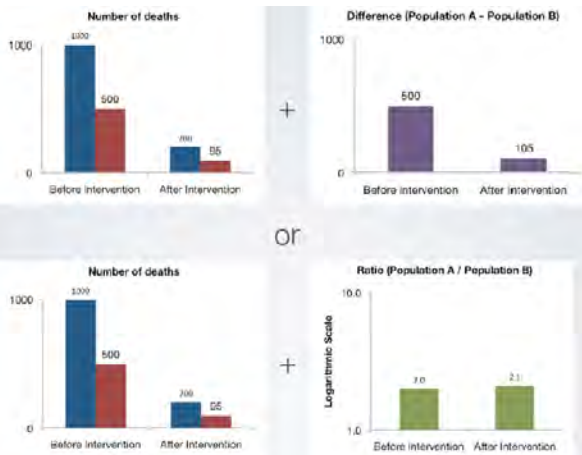 Number of deaths
1000
1000
500
200
95
0
Before Intervention After Intervention
+
Difference (Population A - Population B)
1000
500
105
0
Before Intervention After Intervention
or
Number of deaths
1000
1000
500
200
95
0
Before Intervention After Intervention
+
Ratio (Population A / Population B)
Logarithmic Scale
10.0
2.0
2.1
1.0
Before Intervention After Intervention